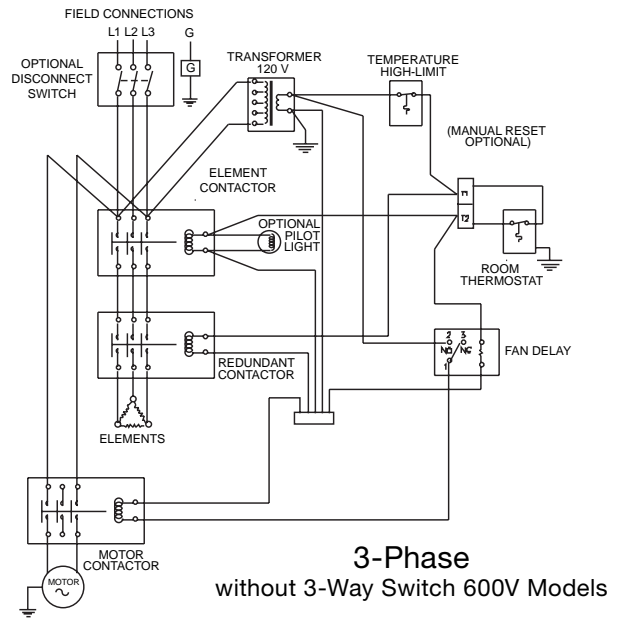 FIELD CONNECTIONS
L1 L2 L3
G
G
OPTIONAL
DISCONNECT
SWITCH
TRANSFORMER
120 V
TEMPERATURE
HIGH-LIMIT
(MANUAL RESET
OPTIONAL)
ELEMENT
CONTACTOR
T1
T2
OPTIONAL
PILOT
LIGHT
ROOM
THERMOSTAT
2 3
NO NC
1
FAN DELAY
REDUNDANT
CONTACTOR
ELEMENTS
MOTOR
CONTACTOR
MOTOR
3-Phase
without 3-Way Switch 600V Models